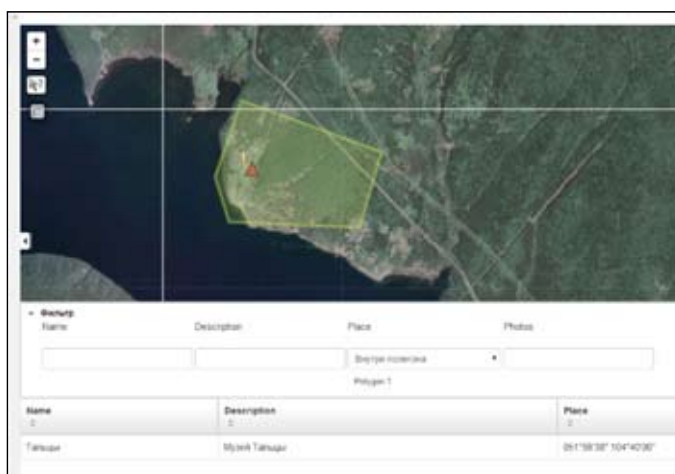 Фильтр
Name Description Place Photos
Внутри полигона
Polygon 1
Name Description Place
Тальцы Музей Тальцы